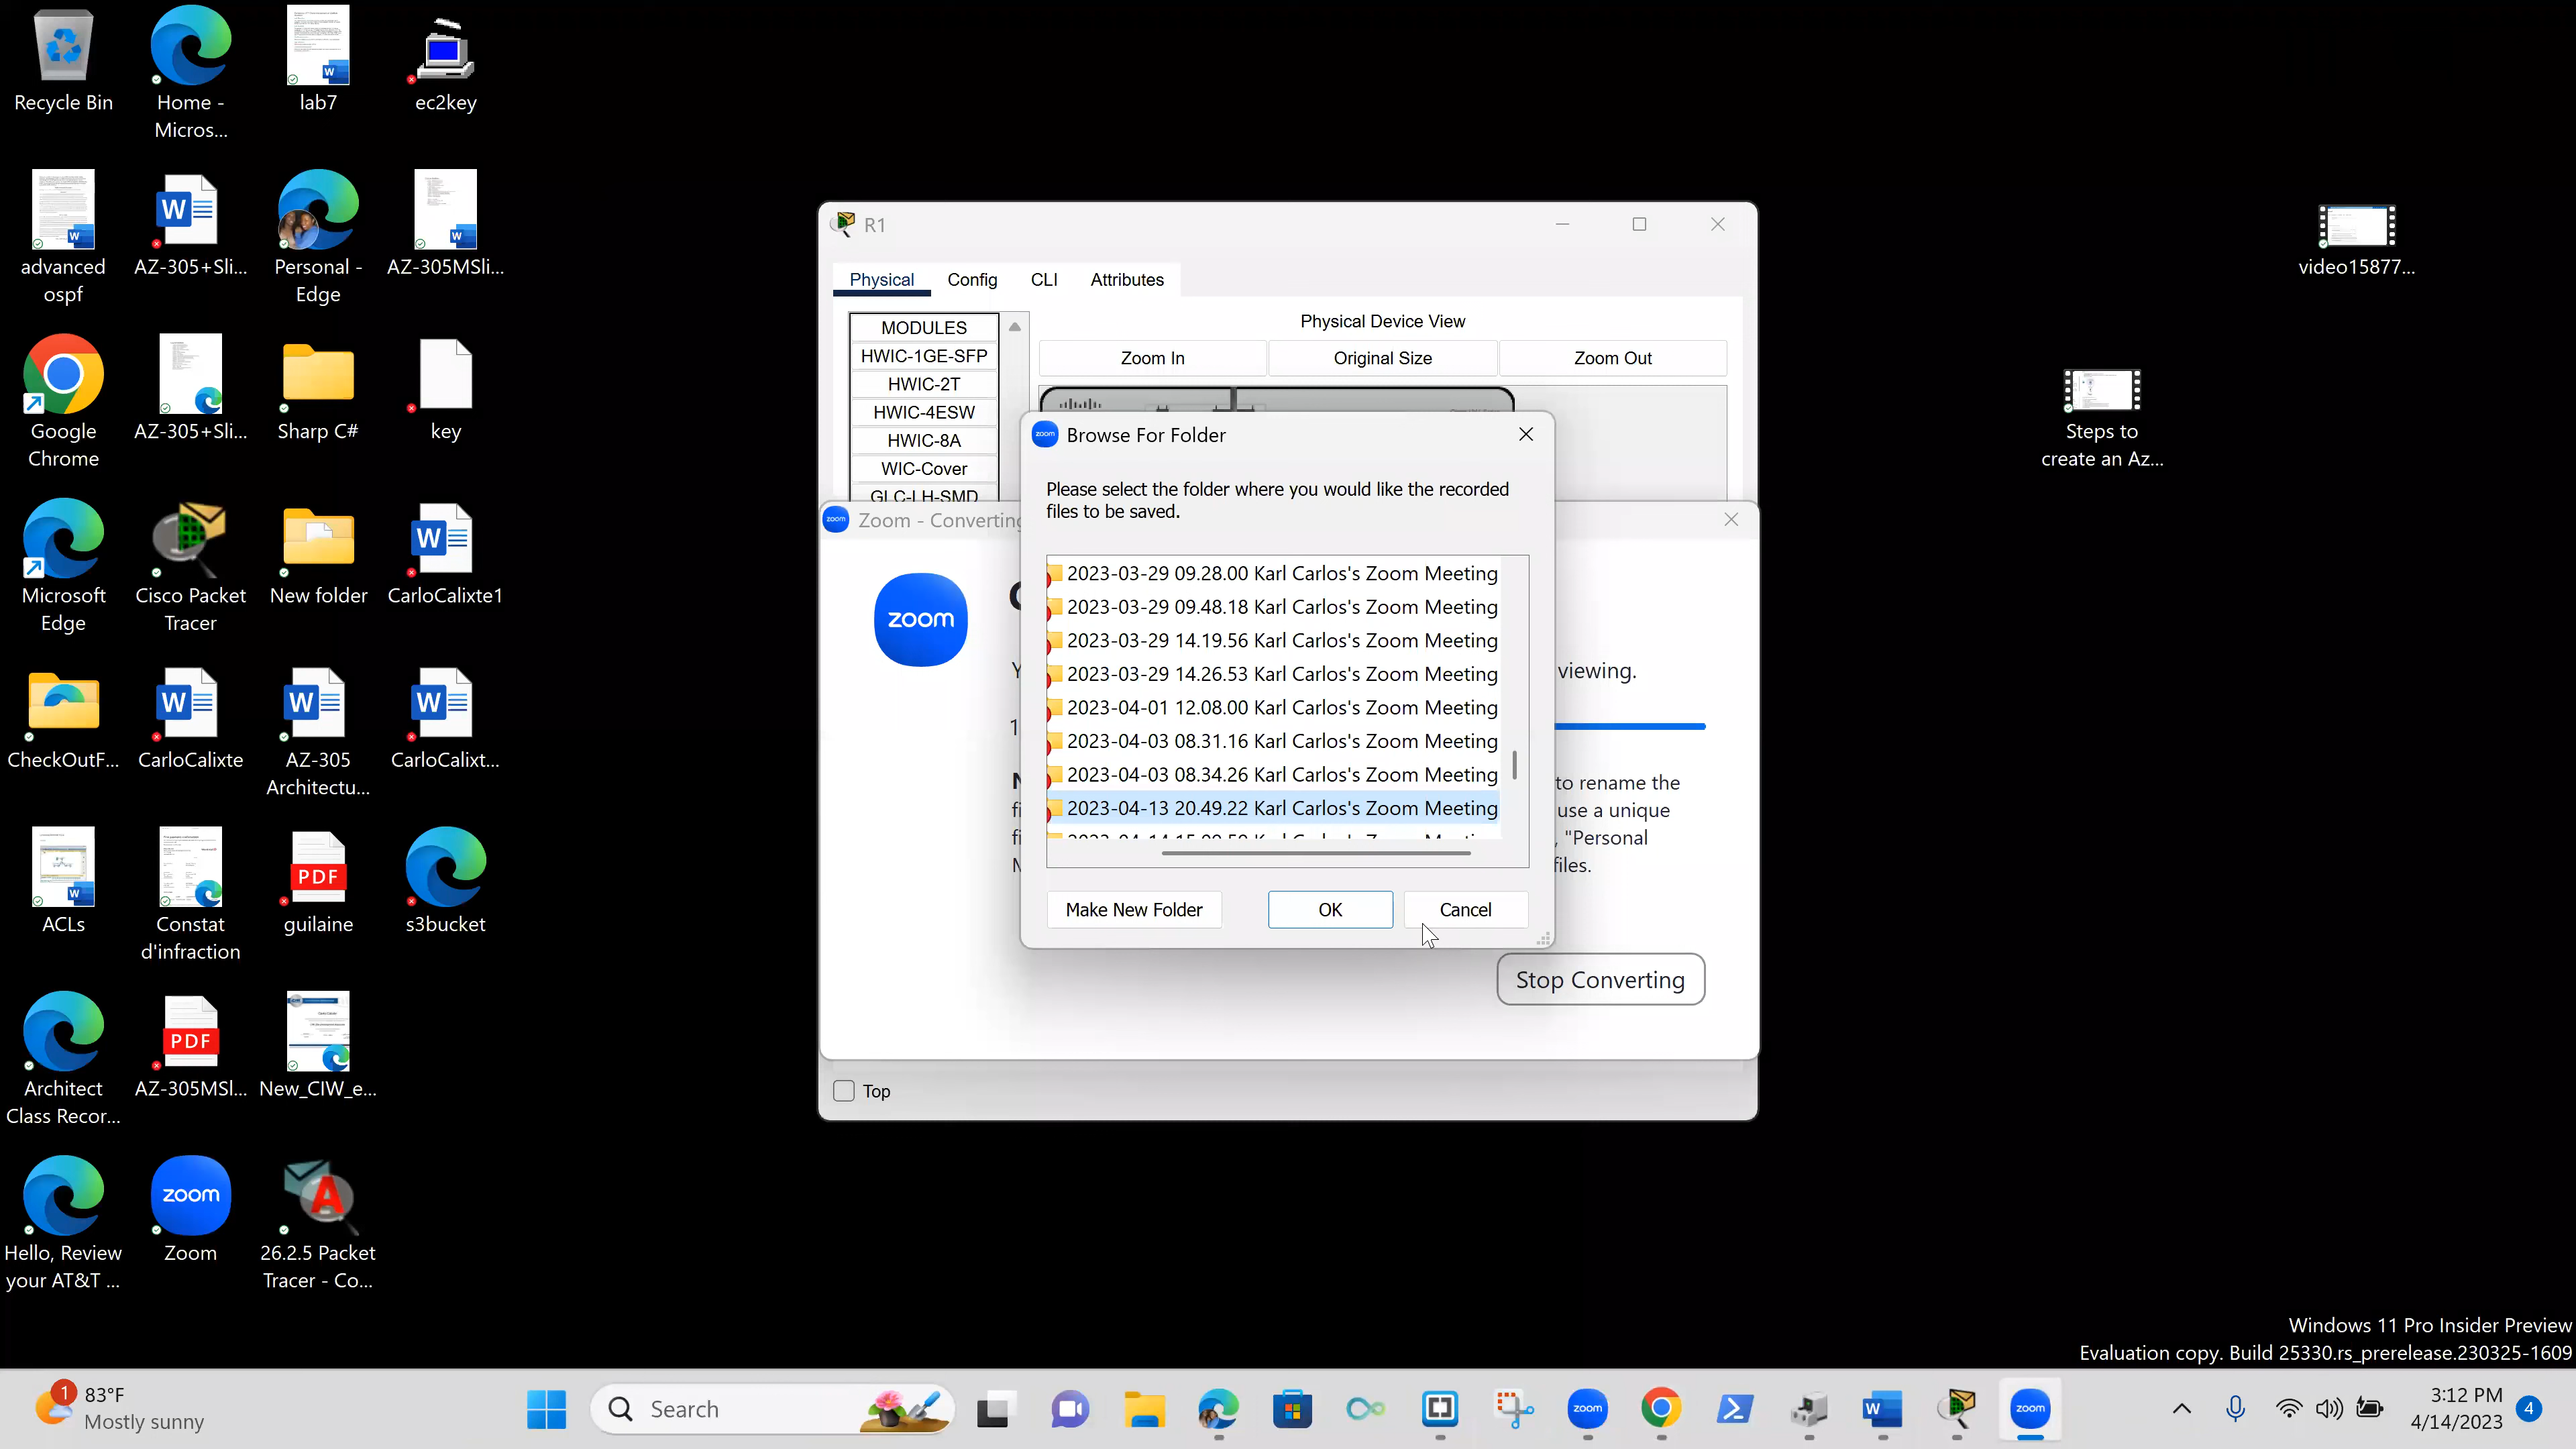 Recycle Bin
Home -
Micros...
lab7
ec2key
advanced
ospf
AZ-305+Sli...
Personal -
Edge
AZ-305MSli...
Google
Chrome
AZ-305+Sli...
Sharp C#
key
Microsoft
Edge
Cisco Packet
Tracer
New folder
CarloCalixte1
CheckOutF...
CarloCalixte
AZ-305
Architectu...
CarloCalixt...
ACLs
Constat
d'infraction
PDF
guilaine
s3bucket
Architect
Class Recor...
PDF
AZ-305MSl...
New_CIW_e...
Hello, Review
your AT&T ...
zoom
Zoom
26.2.5 Packet
Tracer - Co...
video15877...
Steps to
create an Az...
R1
Physical
Config
CLI
Attributes
MODULES
HWIC-1GE-SFP
HWIC-2T
HWIC-4ESW
HWIC-8A
WIC-Cover
GLC-LH-SMD
Physical Device View
Zoom In
Original Size
Zoom Out
zoom
Zoom - Converting
zoom
viewing.
to rename the
use a unique
, "Personal
files.
Stop Converting
Top
zoom
Browse For Folder
Please select the folder where you would like the recorded
files to be saved.
2023-03-29 09.28.00 Karl Carlos's Zoom Meeting
2023-03-29 09.48.18 Karl Carlos's Zoom Meeting
2023-03-29 14.19.56 Karl Carlos's Zoom Meeting
2023-03-29 14.26.53 Karl Carlos's Zoom Meeting
2023-04-01 12.08.00 Karl Carlos's Zoom Meeting
2023-04-03 08.31.16 Karl Carlos's Zoom Meeting
2023-04-03 08.34.26 Karl Carlos's Zoom Meeting
2023-04-13 20.49.22 Karl Carlos's Zoom Meeting
Make New Folder
OK
Cancel
Windows 11 Pro Insider Preview
Evaluation copy. Build 25330.rs_prerelease.230325-1609
1
83°F
Mostly sunny
Search
zoom
zoom
3:12 PM
4/14/2023
4